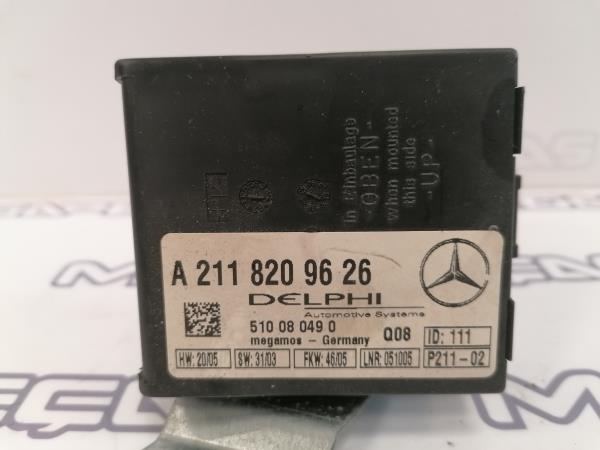 in Einbaulage
-OBEN-
when mounted
this side
-UP-
A 211 820 96 26
DELPHI
Automotive Systems
51 08 049 0
megamos - Germany
Q08
ID: 111
HW: 20/05
SW: 31/03
FKW: 46/05
LNR: 051005
P211-02